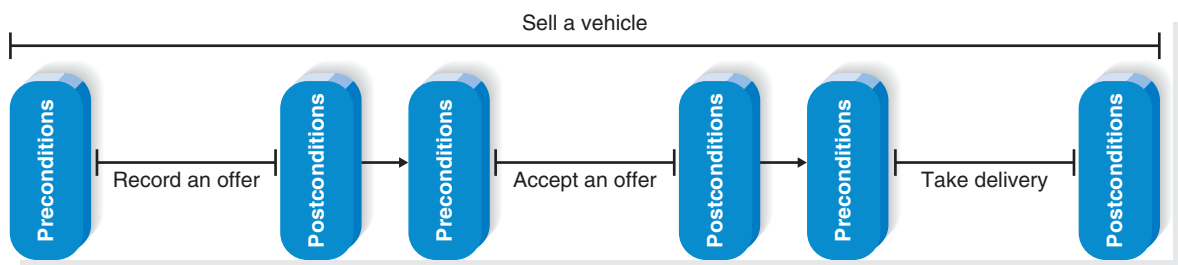 Sell a vehicle
Preconditions
Record an offer
Postconditions
Preconditions
Accept an offer
Postconditions
Preconditions
Take delivery
Postconditions